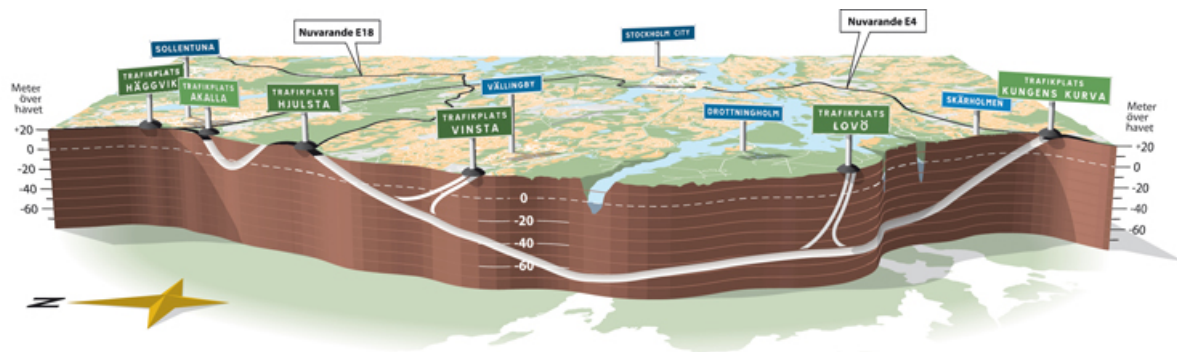 SOLLENTUNA
Nuvarande E18
STOCKHOLM CITY
Nuvarande E4
TRAFIKPLATS
HÄGGVIK
TRAFIKPLATS
AKALLA
TRAFIKPLATS
HJULSTA
VÄLLINGBY
TRAFIKPLATS
VINSTA
DROTTNINGHOLM
TRAFIKPLATS
LOVÖ
SKÄRHOLMEN
TRAFIKPLATS
KUNGENS KURVA
Meter
över
havet
+20
0
-20
-40
-60
0
-20
-40
-60
Meter
över
havet
+20
0
-20
-40
-60
N